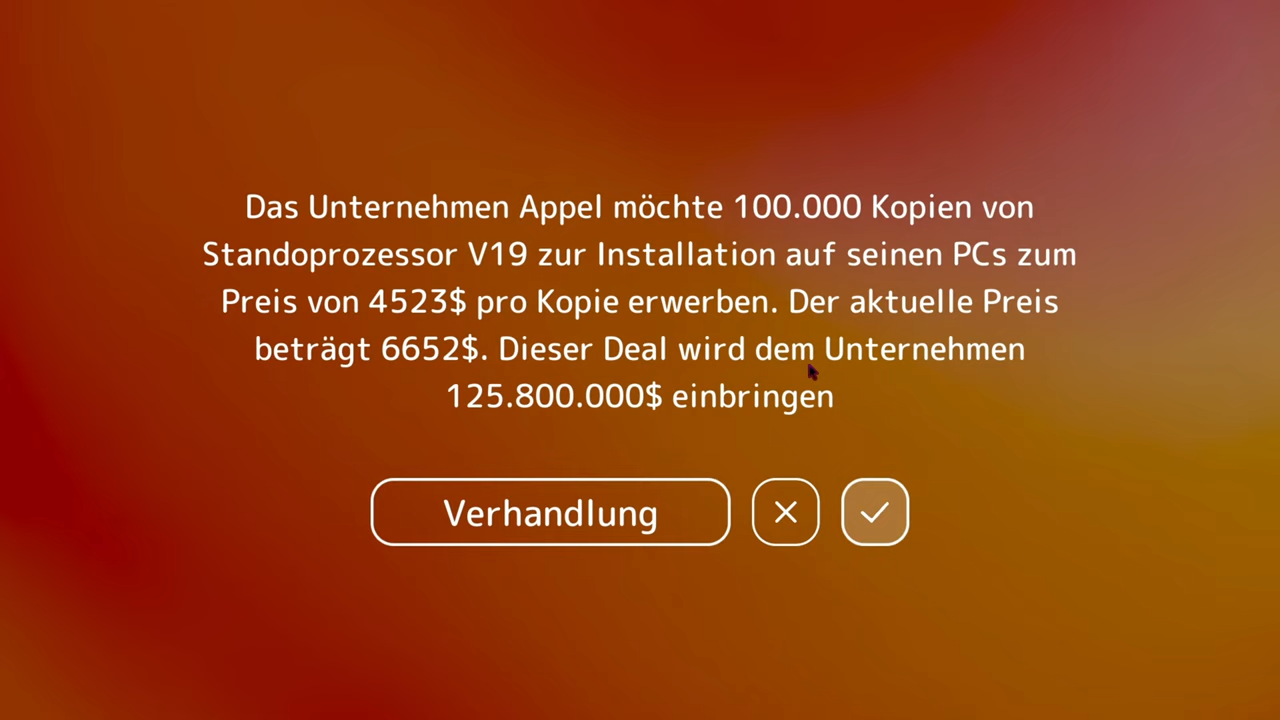 Das Unternehmen Appel möchte 100.000 Kopien von
Standoprozessor V19 zur Installation auf seinen PCs zum
Preis von 4523$ pro Kopie erwerben. Der aktuelle Preis
beträgt 6652$. Dieser Deal wird dem Unternehmen
125.800.000$ einbringen
Verhandlung